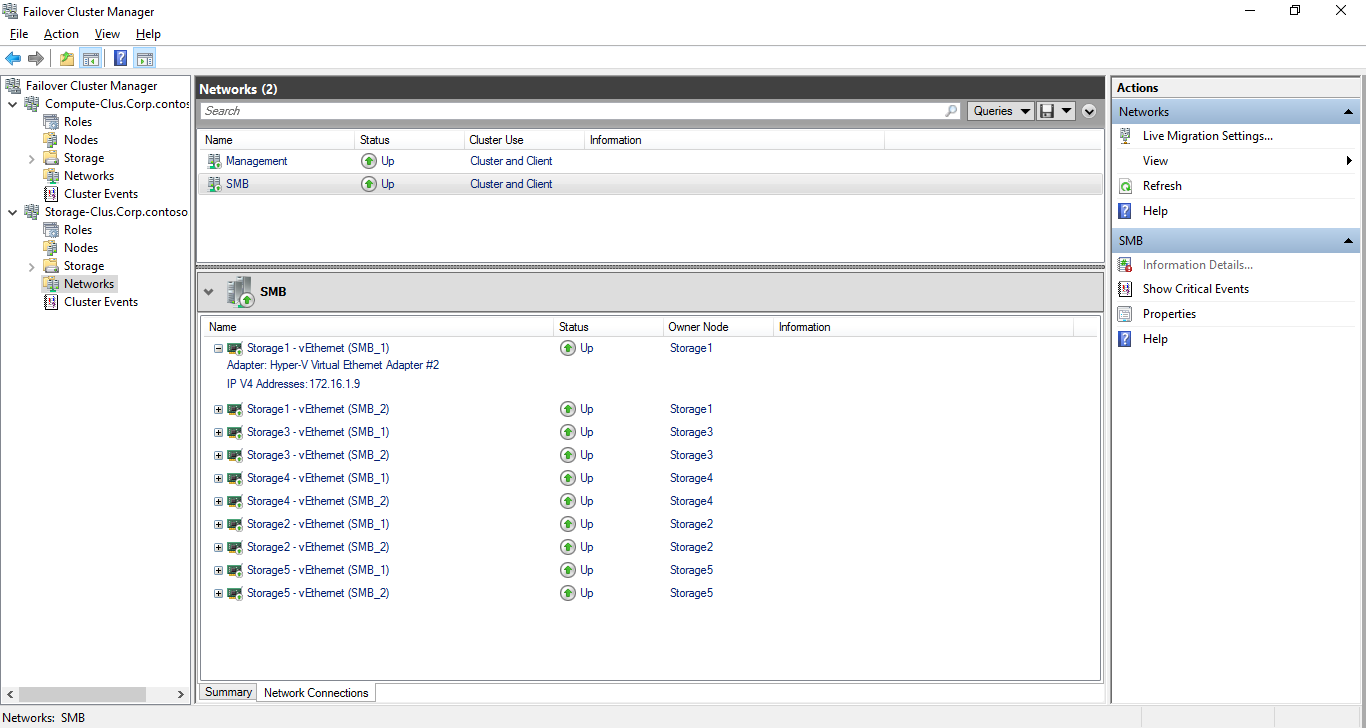 Failover Cluster Manager
File Action View Help
Failover Cluster Manager
Compute-Clus.Corp.contos
Roles
Nodes
Storage
Networks
Cluster Events
Storage-Clus.Corp.contoso
Roles
Nodes
Storage
Networks
Cluster Events
Networks (2)
Search Queries
Name Status Cluster Use Information
Management Up Cluster and Client
SMB Up Cluster and Client
SMB
Name Status Owner Node Information
Storage1 - vEthernet (SMB_1) Up Storage1
Adapter: Hyper-V Virtual Ethernet Adapter #2
IP V4 Addresses: 172.16.1.9
Storage1 - vEthernet (SMB_2) Up Storage1
Storage3 - vEthernet (SMB_1) Up Storage3
Storage3 - vEthernet (SMB_2) Up Storage3
Storage4 - vEthernet (SMB_1) Up Storage4
Storage4 - vEthernet (SMB_2) Up Storage4
Storage2 - vEthernet (SMB_1) Up Storage2
Storage2 - vEthernet (SMB_2) Up Storage2
Storage5 - vEthernet (SMB_1) Up Storage5
Storage5 - vEthernet (SMB_2) Up Storage5
Summary Network Connections
Actions
Networks
Live Migration Settings...
View
Refresh
Help
SMB
Information Details...
Show Critical Events
Properties
Help
Networks: SMB